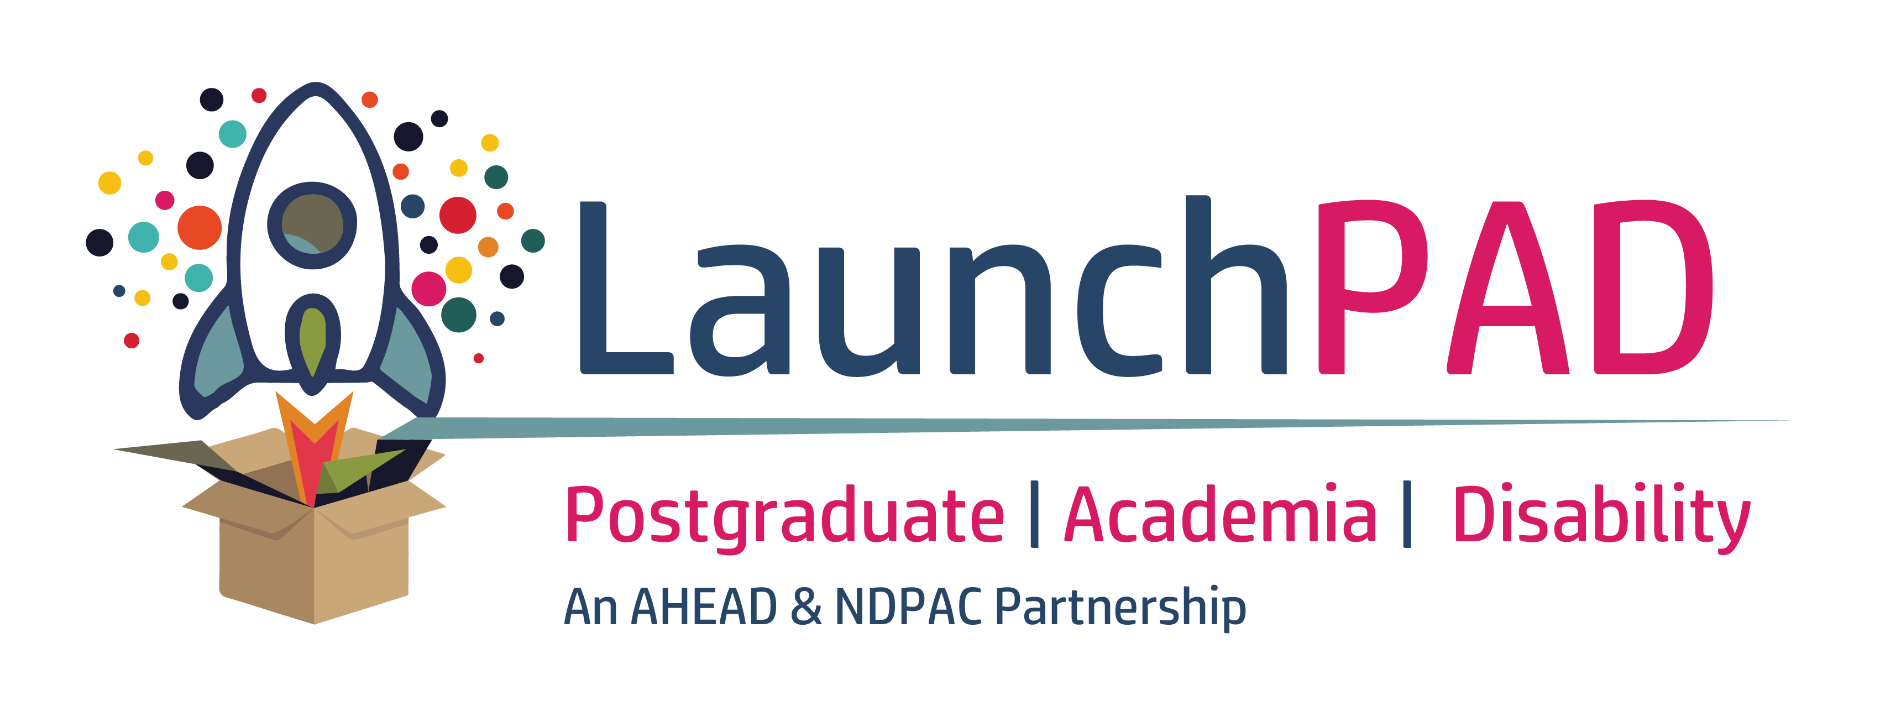 LaunchPAD
Postgraduate | Academia | Disability
An AHEAD & NDPAC Partnership